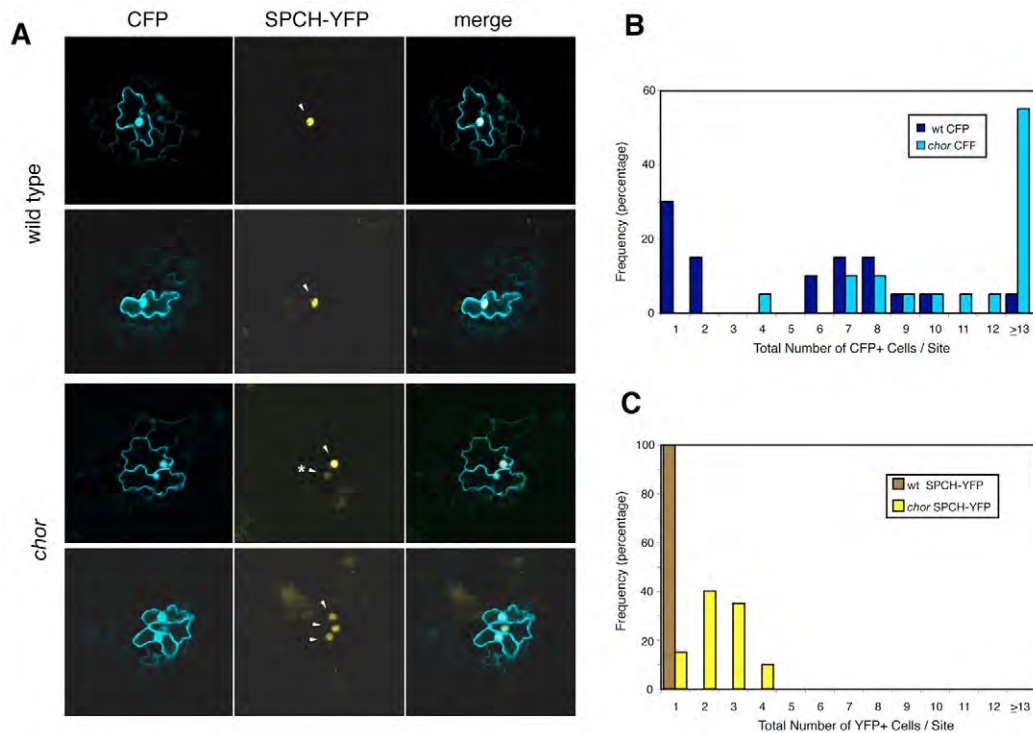 A
CFP SPCH-YFP merge
wild type
*
chor
B
60
40
20
0
Frequency (percentage)
wt CFP
chor CFF
1 2 3 4 5 6 7 8 9 10 11 12 ≥13
Total Number of CFP+ Cells / Site
C
100
80
60
40
20
0
Frequency (percentage)
wt SPCH-YFP
chor SPCH-YFP
1 2 3 4 5 6 7 8 9 10 11 12 ≥13
Total Number of YFP+ Cells / Site